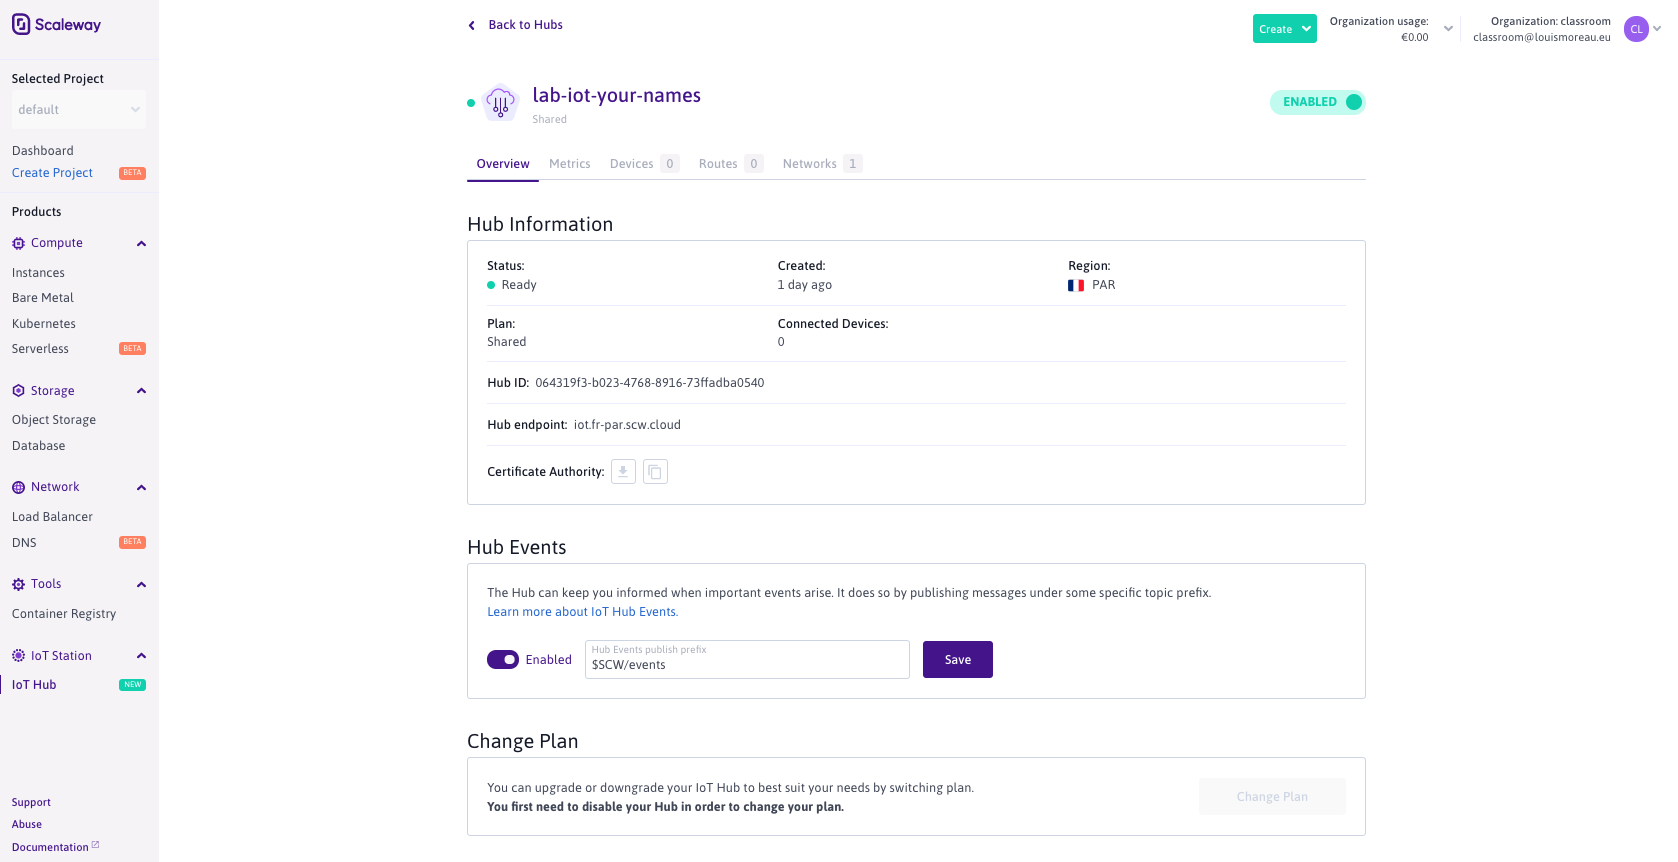 Scaleway
Selected Project
default
Dashboard
Create Project BETA
Products
Compute
Instances
Bare Metal
Kubernetes
Serverless BETA
Storage
Object Storage
Database
Network
Load Balancer
DNS BETA
Tools
Container Registry
IoT Station
IoT Hub NEW
Support
Abuse
Documentation
Back to Hubs
Create
Organization usage:
€0.00
Organization: classroom
classroom@louismoreau.eu
CL
lab-iot-your-names
Shared
ENABLED
Overview Metrics Devices 0 Routes 0 Networks 1
Hub Information
Status: Created: Region:
Ready 1 day ago PAR
Plan: Connected Devices:
Shared 0
Hub ID: 064319f3-b023-4768-8916-73ffadba0540
Hub endpoint: iot.fr-par.scw.cloud
Certificate Authority:
Hub Events
The Hub can keep you informed when important events arise. It does so by publishing messages under some specific topic prefix.
Learn more about IoT Hub Events.
Enabled
Hub Events publish prefix
$SCW/events
Save
Change Plan
You can upgrade or downgrade your IoT Hub to best suit your needs by switching plan.
You first need to disable your Hub in order to change your plan.
Change Plan